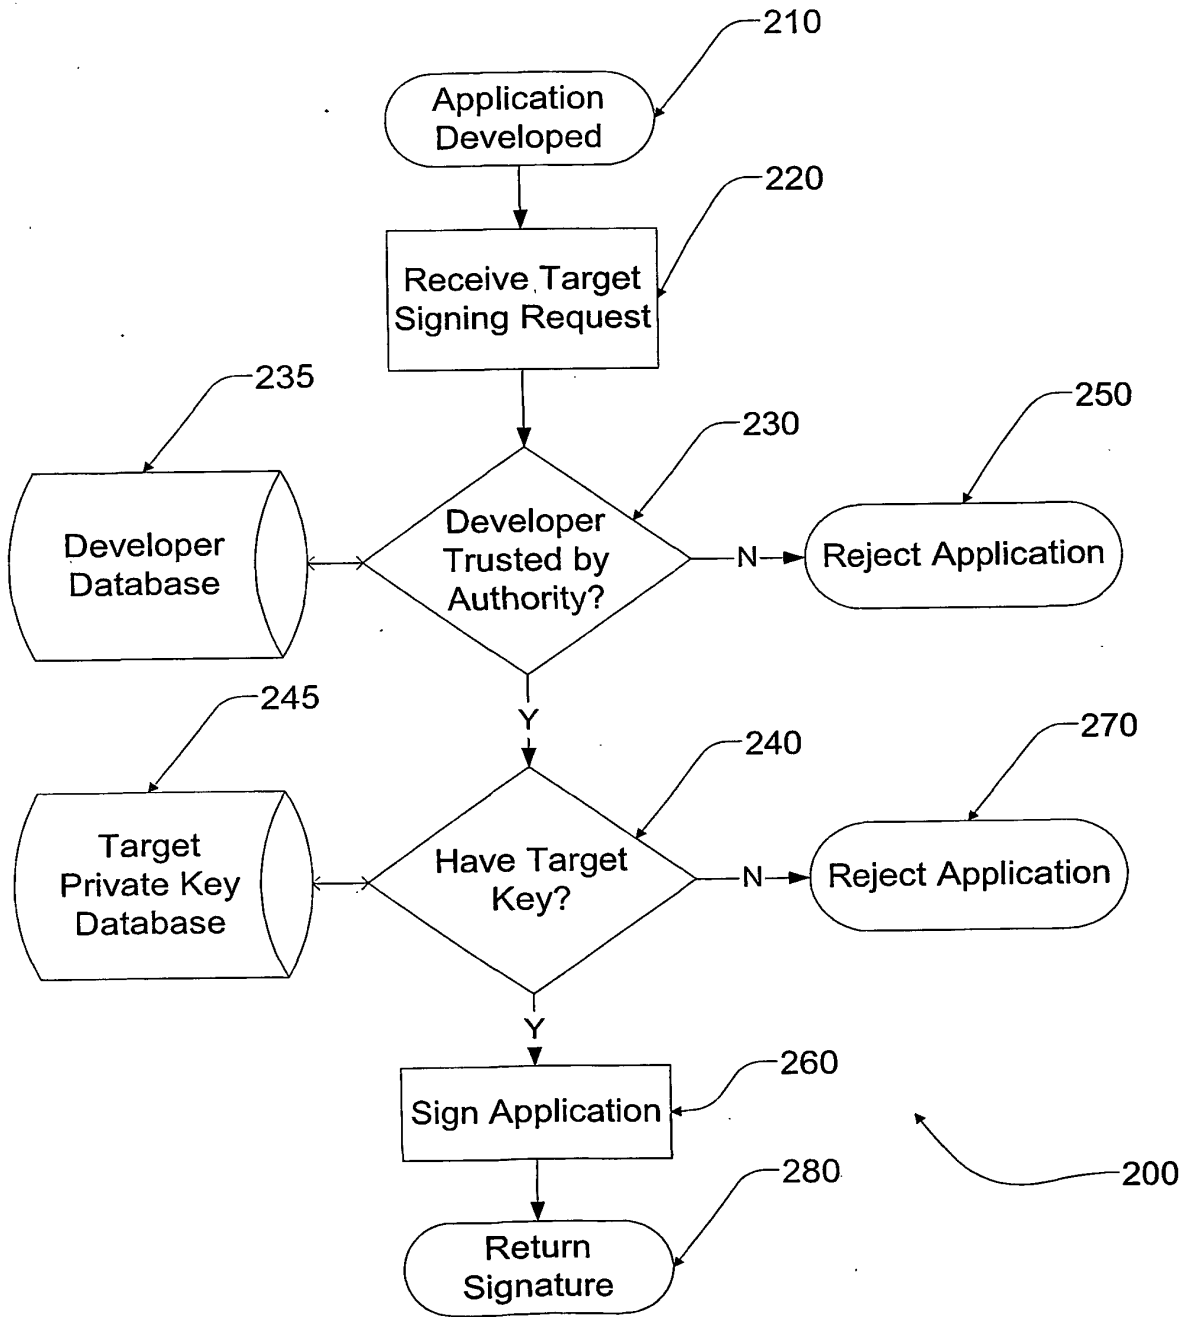 210
Application
Developed
220
Receive Target
Signing Request
235
230
250
Developer
Database
Developer
Trusted by
Authority?
N
Reject Application
Y
245
240
270
Target
Private Key
Database
Have Target
Key?
N
Reject Application
Y
260
Sign Application
200
280
Return
Signature